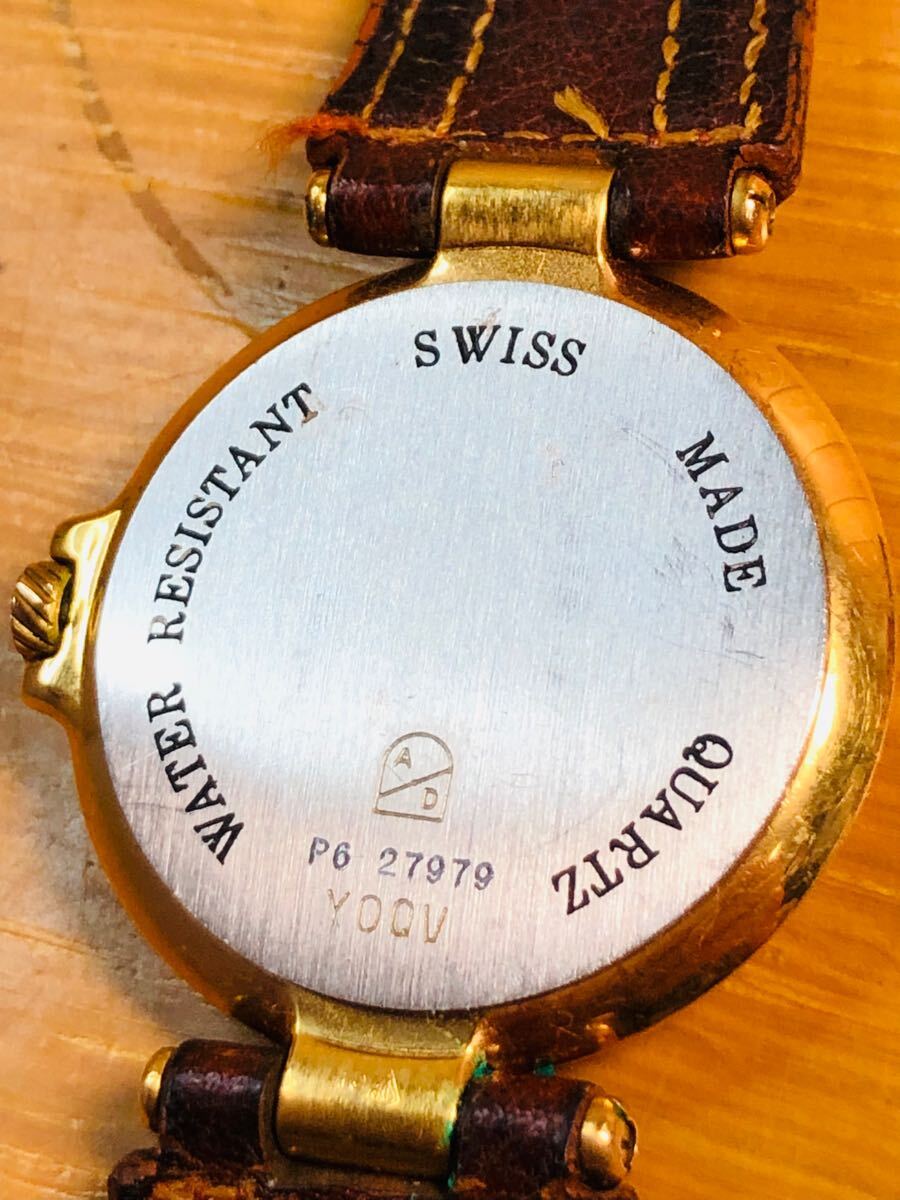 WATER RESISTANT
SWISS
MADE
QUARTZ
A/D
P6 27979
YOQV